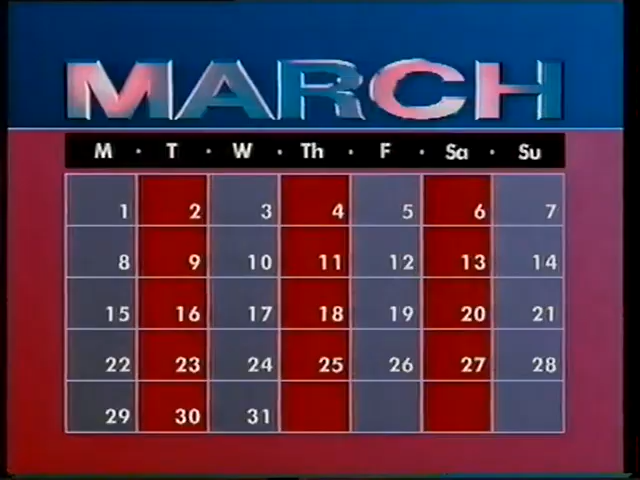 MARCH
M · T · W · Th · F · Sa · Su
1 2 3 4 5 6 7
8 9 10 11 12 13 14
15 16 17 18 19 20 21
22 23 24 25 26 27 28
29 30 31